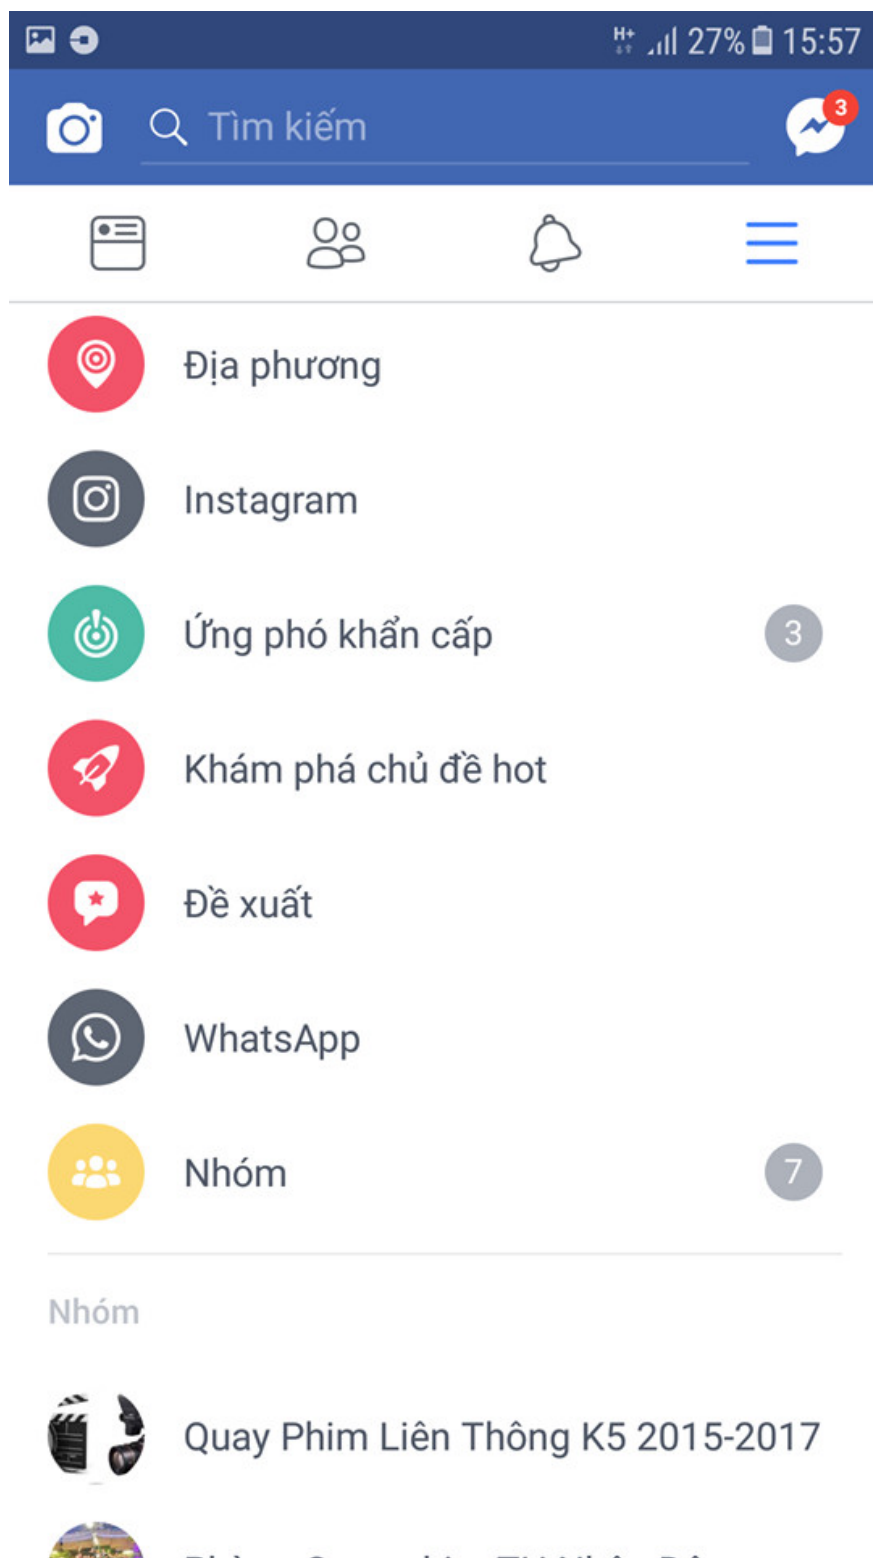 H+ 27% 15:57
Tìm kiếm
3
Địa phương
Instagram
Ứng phó khẩn cấp 3
Khám phá chủ đề hot
Đề xuất
WhatsApp
Nhóm 7
Nhóm
Quay Phim Liên Thông K5 2015-2017